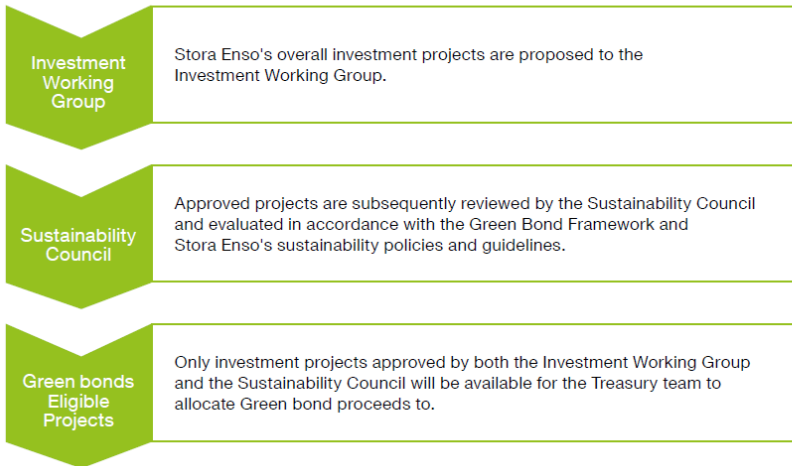 Investment
Working
Group
Stora Enso's overall investment projects are proposed to the
Investment Working Group.
Sustainability
Council
Approved projects are subsequently reviewed by the Sustainability Council
and evaluated in accordance with the Green Bond Framework and
Stora Enso's sustainability policies and guidelines.
Green bonds
Eligible
Projects
Only investment projects approved by both the Investment Working Group
and the Sustainability Council will be available for the Treasury team to
allocate Green bond proceeds to.